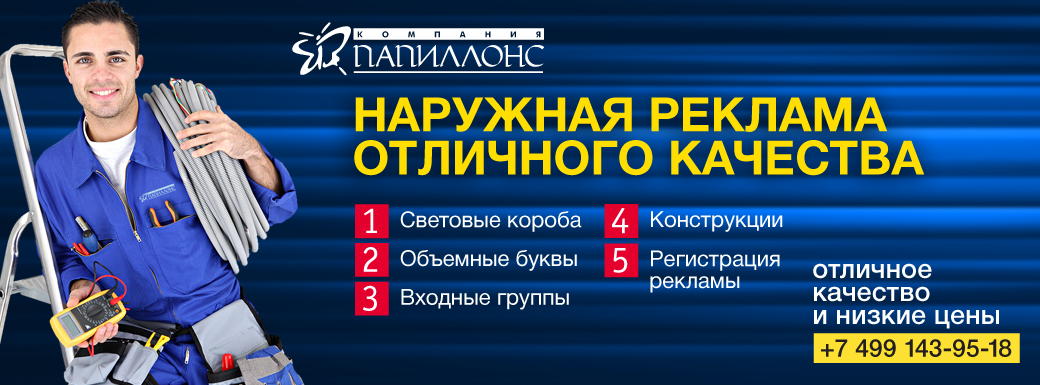 КОМПАНИЯ
ПАПИЛЛОНС
НАРУЖНАЯ РЕКЛАМА
ОТЛИЧНОГО КАЧЕСТВА
1 Световые короба
2 Объемные буквы
3 Входные группы
4 Конструкции
5 Регистрация
рекламы
отличное
качество
и низкие цены
+7 499 143-95-18
ПАПИЛЛОНС